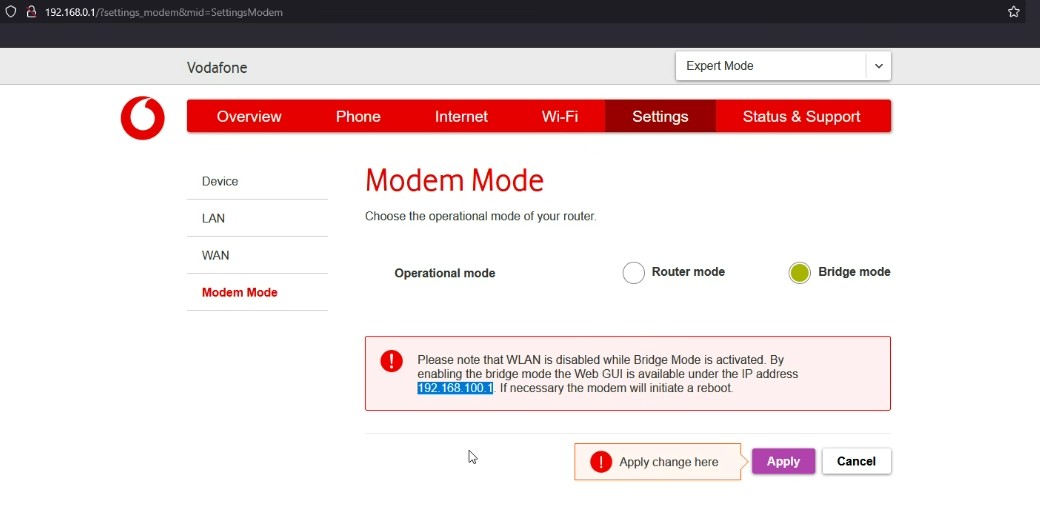 192.168.0.1/?settings_modem&mid=SettingsModem
Vodafone
Expert Mode
Overview
Phone
Internet
Wi-Fi
Settings
Status & Support
Device
LAN
WAN
Modem Mode
Modem Mode
Choose the operational mode of your router.
Operational mode
Router mode
Bridge mode
Please note that WLAN is disabled while Bridge Mode is activated. By
enabling the bridge mode the Web GUI is available under the IP address
192.168.100.1. If necessary the modem will initiate a reboot.
Apply change here
Apply
Cancel